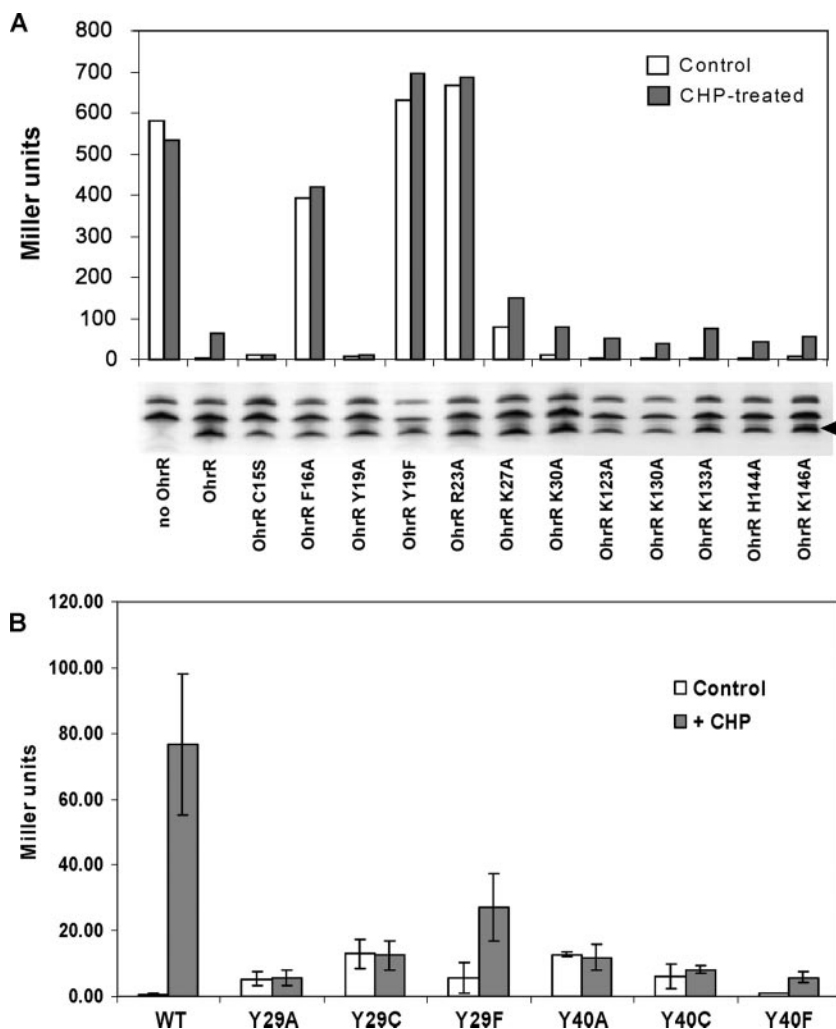 A
800
700
600
500
400
300
200
100
0
Miller units
Control
CHP-treated
no OhrR
OhrR
OhrR C15S
OhrR F16A
OhrR Y19A
OhrR Y19F
OhrR R23A
OhrR K27A
OhrR K30A
OhrR K123A
OhrR K130A
OhrR K133A
OhrR H144A
OhrR K146A
B
120.00
100.00
80.00
60.00
40.00
20.00
0.00
Miller units
Control
+ CHP
WT Y29A Y29C Y29F Y40A Y40C Y40F